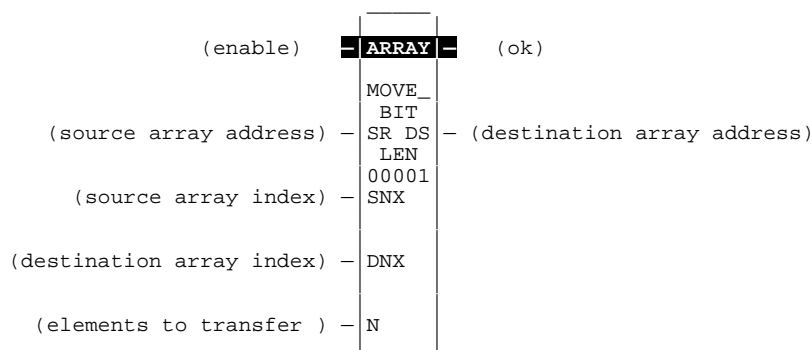 (enable) ARRAY (ok)
MOVE_
BIT
(source array address) SR DS (destination array address)
LEN
00001
(source array index) SNX
(destination array index) DNX
(elements to transfer ) N